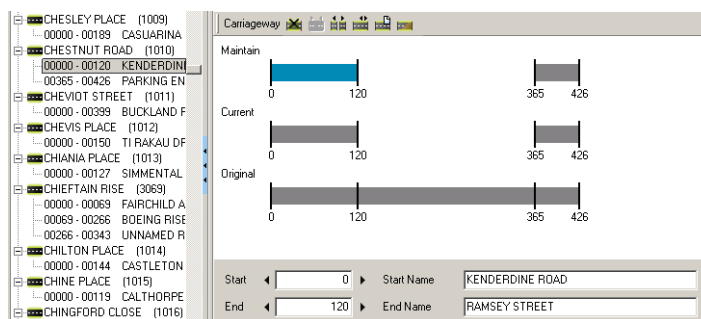 CHESLEY PLACE (1009)
00000 - 00189 CASUARINA
CHESTNUT ROAD (1010)
00000 - 00120 KENDERDINE
00365 - 00426 PARKING EN
CHEVIOT STREET (1011)
00000 - 00399 BUCKLAND F
CHEVIS PLACE (1012)
00000 - 00150 TI RAKAU DF
CHIANIA PLACE (1013)
00000 - 00127 SIMMENTAL
CHIEFTAIN RISE (3069)
00000 - 00069 FAIRCHILD A
00069 - 00266 BOEING RISE
00266 - 00343 UNNAMED R
CHILTON PLACE (1014)
00000 - 00144 CASTLETON
CHINE PLACE (1015)
00000 - 00119 CALTHORPE
CHINGFORD CLOSE (1016)
Carriageway
Maintain
0 120 365 426
Current
0 120 365 426
Original
0 120 365 426
Start 0 Start Name KENDERDINE ROAD
End 120 End Name RAMSEY STREET